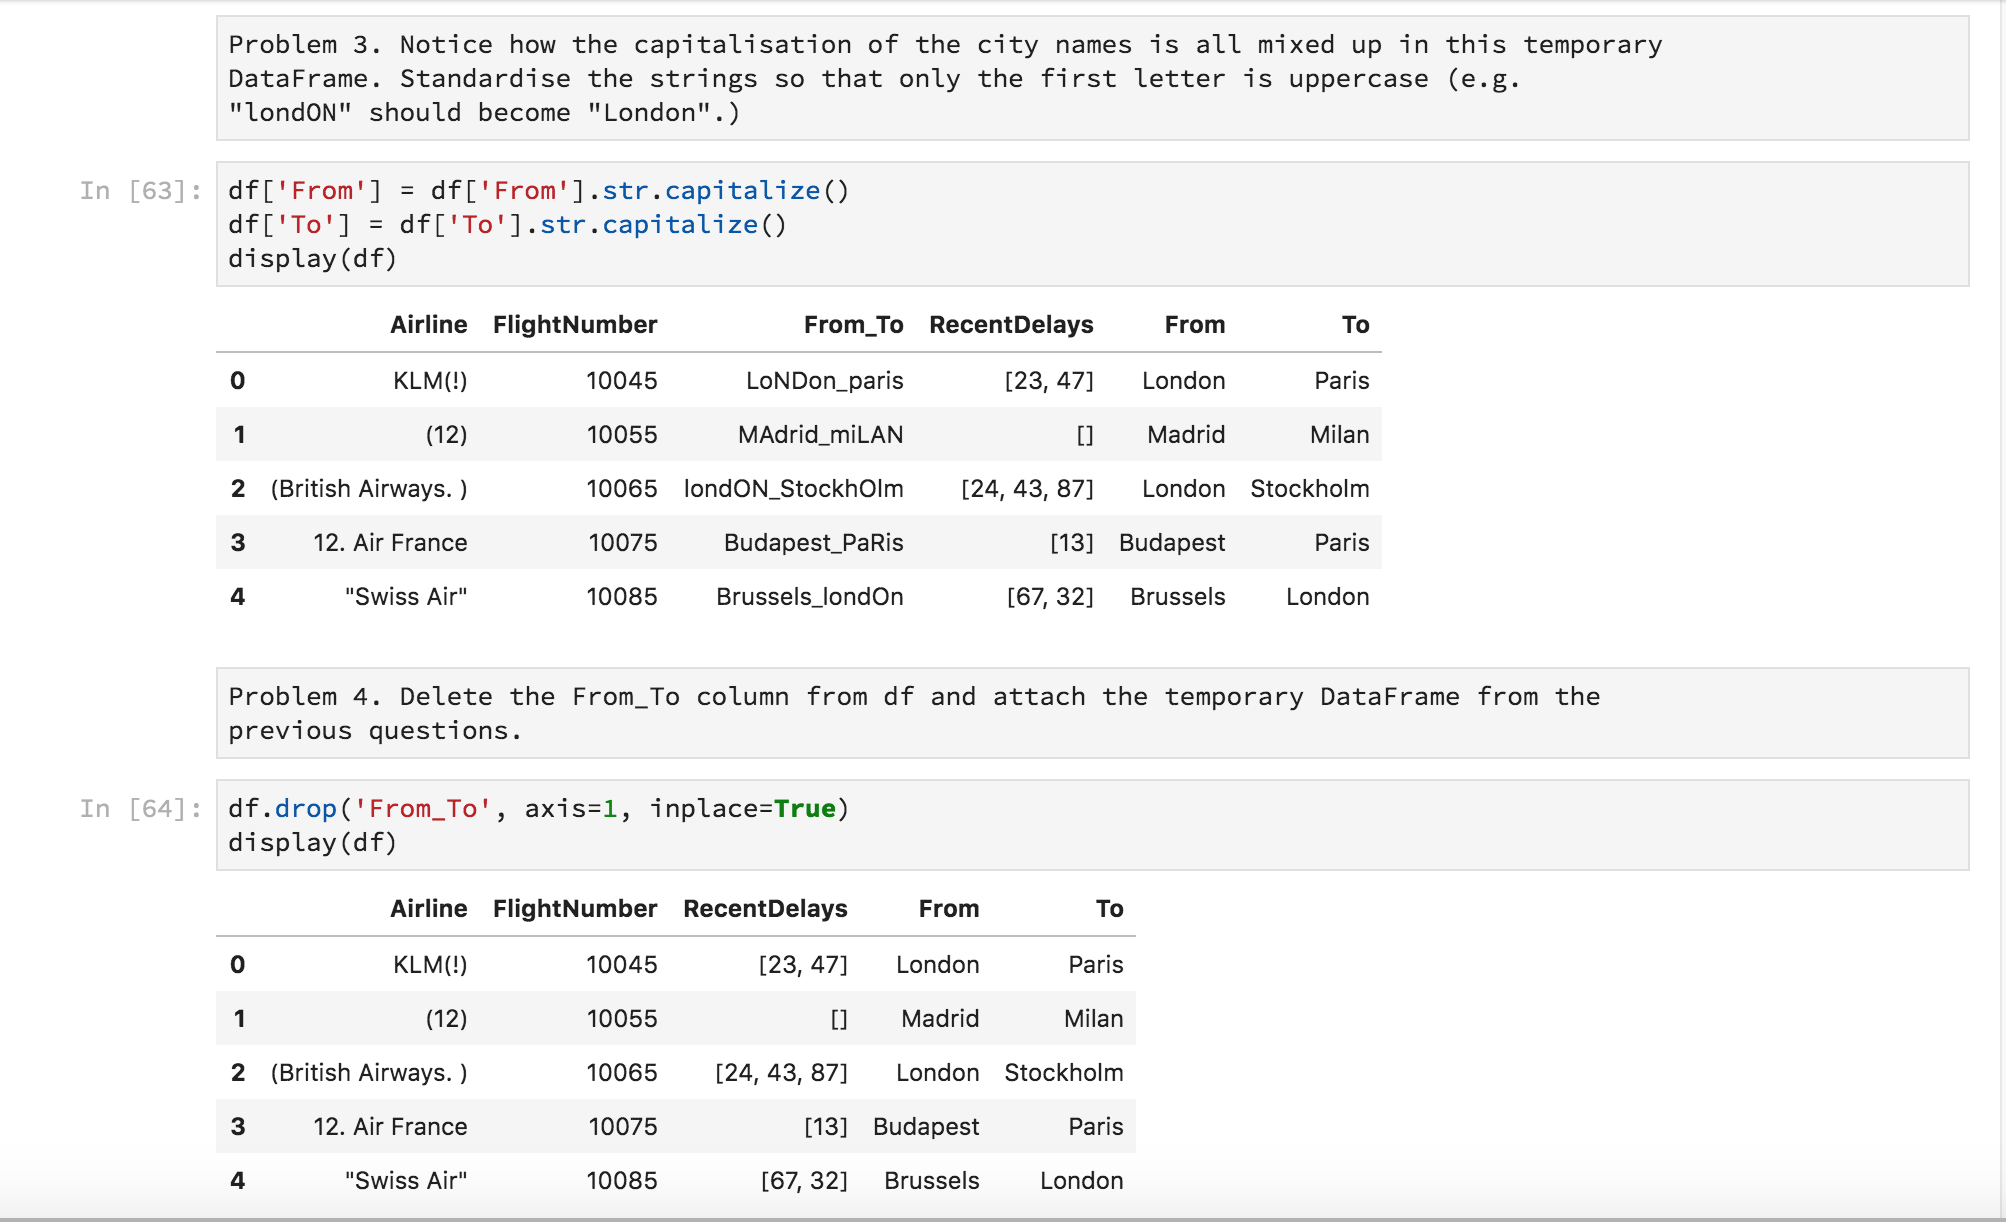 Problem 3. Notice how the capitalisation of the city names is all mixed up in this temporary
DataFrame. Standardise the strings so that only the first letter is uppercase (e.g.
"londON" should become "London".)
In [63]: df['From'] = df['From'].str.capitalize()
df['To'] = df['To'].str.capitalize()
display(df)
Airline FlightNumber From_To RecentDelays From To
0 KLM(!) 10045 LoNDon_paris [23, 47] London Paris
1 (12) 10055 MAdrid_miLAN [] Madrid Milan
2 (British Airways. ) 10065 londON_StockhOlm [24, 43, 87] London Stockholm
3 12. Air France 10075 Budapest_PaRis [13] Budapest Paris
4 "Swiss Air" 10085 Brussels_londOn [67, 32] Brussels London
Problem 4. Delete the From_To column from df and attach the temporary DataFrame from the
previous questions.
In [64]: df.drop('From_To', axis=1, inplace=True)
display(df)
Airline FlightNumber RecentDelays From To
0 KLM(!) 10045 [23, 47] London Paris
1 (12) 10055 [] Madrid Milan
2 (British Airways. ) 10065 [24, 43, 87] London Stockholm
3 12. Air France 10075 [13] Budapest Paris
4 "Swiss Air" 10085 [67, 32] Brussels London